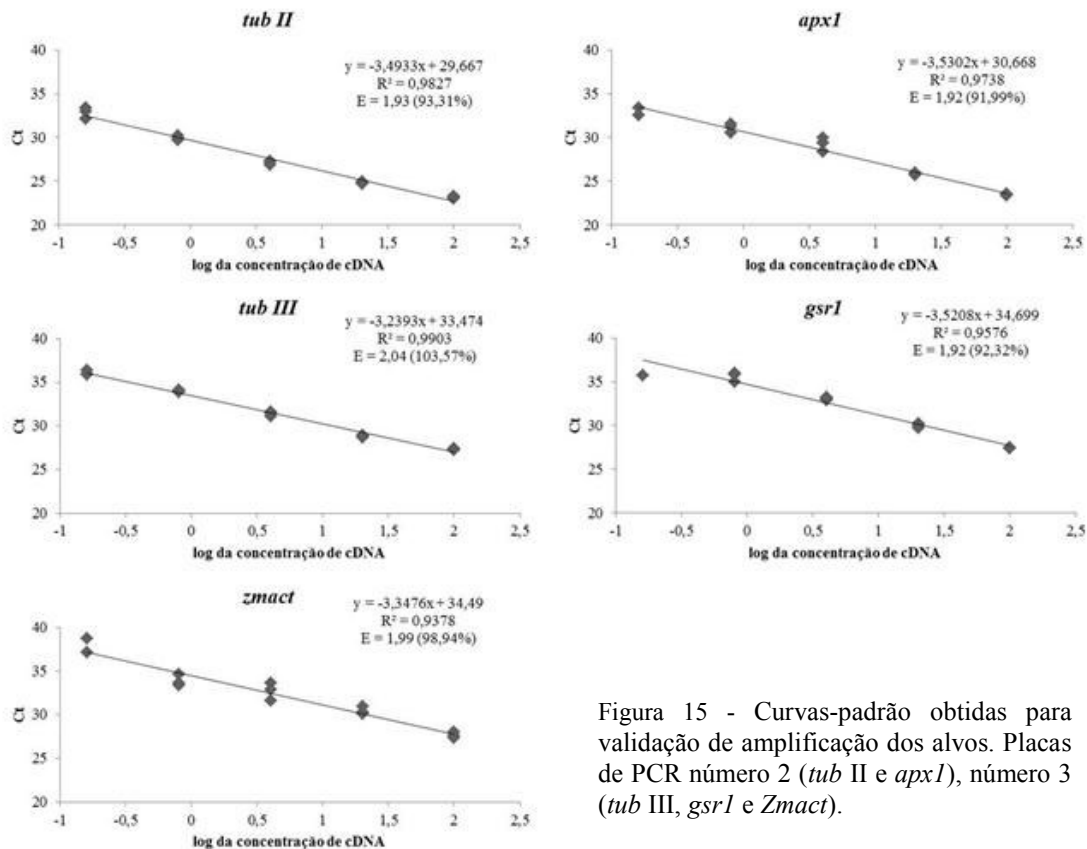 tub II
y = -3,4933x + 29,667
R² = 0,9827
E = 1,93 (93,31%)
40
35
30
25
20
Ct
-1
-0,5
0
0,5
1
1,5
2
2,5
log da concentração de cDNA
apx1
y = -3,5302x + 30,668
R² = 0,9738
E = 1,92 (91,99%)
40
35
30
25
20
Ct
-1
-0,5
0
0,5
1
1,5
2
2,5
log da concentração de cDNA
tub III
y = -3,2393x + 33,474
R² = 0,9903
E = 2,04 (103,57%)
40
35
30
25
20
Ct
-1
-0,5
0
0,5
1
1,5
2
2,5
log da concentração de cDNA
gsr1
y = -3,5208x + 34,699
R² = 0,9576
E = 1,92 (92,32%)
40
35
30
25
20
Ct
-1
-0,5
0
0,5
1
1,5
2
2,5
log da concentração de cDNA
zmact
y = -3,3476x + 34,49
R² = 0,9378
E = 1,99 (98,94%)
40
35
30
25
20
Ct
-1
-0,5
0
0,5
1
1,5
2
2,5
log da concentração de cDNA
Figura 15 - Curvas-padrão obtidas para
validação de amplificação dos alvos. Placas
de PCR número 2 (tub II e apx1), número 3
(tub III, gsr1 e Zmact).